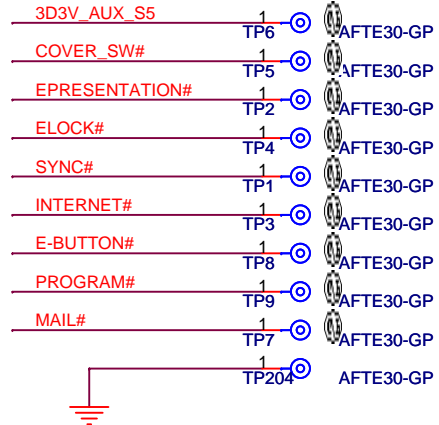 3D3V_AUX_S5 1 TP6 AFTE30-GP
COVER_SW# 1 TP5 AFTE30-GP
EPRESENTATION# 1 TP2 AFTE30-GP
ELOCK# 1 TP4 AFTE30-GP
SYNC# 1 TP1 AFTE30-GP
INTERNET# 1 TP3 AFTE30-GP
E-BUTTON# 1 TP8 AFTE30-GP
PROGRAM# 1 TP9 AFTE30-GP
MAIL# 1 TP7 AFTE30-GP
1 TP204 AFTE30-GP